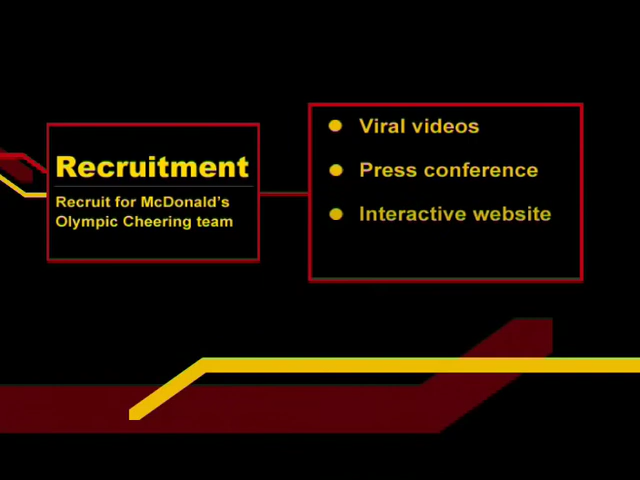 Recruitment
Recruit for McDonald's
Olympic Cheering team
Viral videos
Press conference
Interactive website